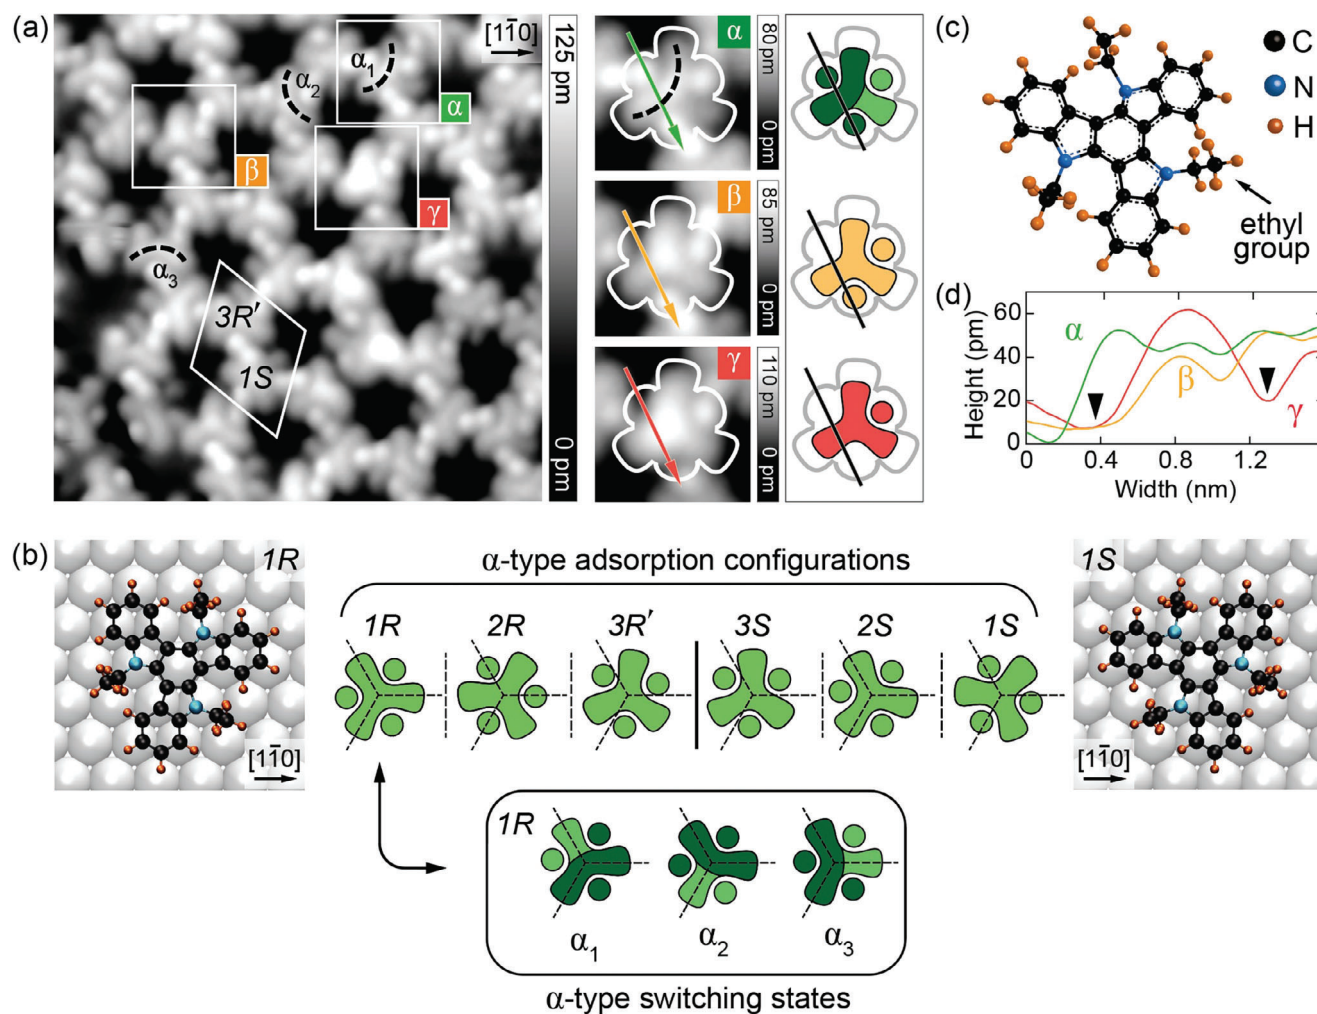 (a)
[11̅0]
α₁
α₂
α
β
γ
α₃
3R′
1S
125 pm
0 pm
α
80 pm
0 pm
β
85 pm
0 pm
γ
110 pm
0 pm
(c)
C
N
H
ethyl
group
(d)
Height (pm)
60
40
20
0
α
β
γ
0
0.4
0.8
1.2
Width (nm)
(b)
1R
[11̅0]
α-type adsorption configurations
1R
2R
3R′
3S
2S
1S
1S
[11̅0]
1R
α₁
α₂
α₃
α-type switching states